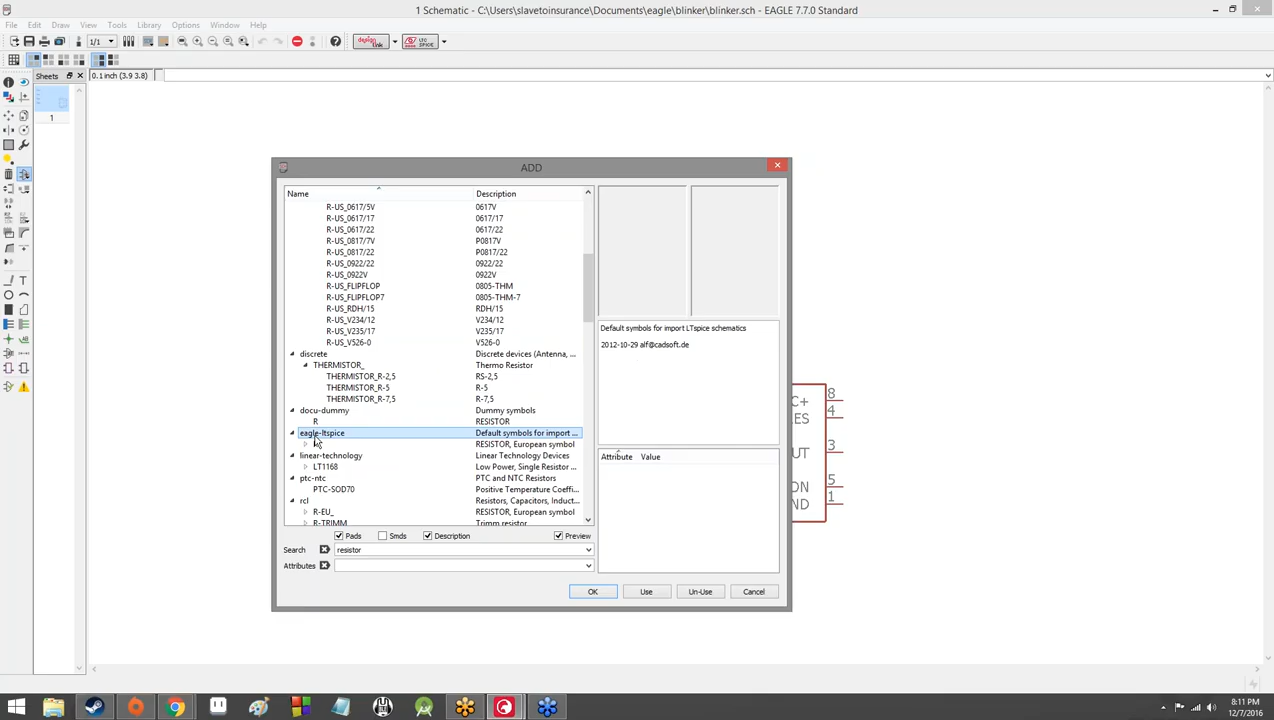 1 Schematic - C:\Users\slavetoinsurance\Documents\eagle\blinker\blinker.sch - EAGLE 7.7.0 Standard
File Edit Draw View Tools Library Options Window Help
1/1
design link
LTC SPICE
Sheets
0.1 inch (3.9 3.8)
1
ADD
Name Description
R-US_0617/5V 0617V
R-US_0617/17 0617/17
R-US_0617/22 0617/22
R-US_0817/7V P0817V
R-US_0817/22 P0817/22
R-US_0922/22 0922/22
R-US_0922V 0922V
R-US_FLIPFLOP 0805-THM
R-US_FLIPFLOP7 0805-THM-7
R-US_RDH/15 RDH/15
R-US_V234/12 V234/12
R-US_V235/17 V235/17
R-US_V526-0 V526-0
discrete Discrete devices (Antenna, ...
THERMISTOR_ Thermo Resistor
THERMISTOR_R-2,5 RS-2,5
THERMISTOR_R-5 R-5
THERMISTOR_R-7,5 R-7,5
docu-dummy Dummy symbols
R RESISTOR
eagle-ltspice Default symbols for import ...
RESISTOR, European symbol
linear-technology Linear Technology Devices
LT1168 Low Power, Single Resistor ...
ptc-ntc PTC and NTC Resistors
PTC-SOD70 Positive Temperature Coeffi...
rcl Resistors, Capacitors, Induct...
R-EU_ RESISTOR, European symbol
R-TRIMM Trimm resistor
Default symbols for import LTspice schematics
2012-10-29 alf@cadsoft.de
Attribute Value
Pads Smds Description Preview
Search resistor
Attributes
OK Use Un-Use Cancel
C+ 8
ES 4
UT 3
ON 5
ND 1
8:11 PM
12/7/2016